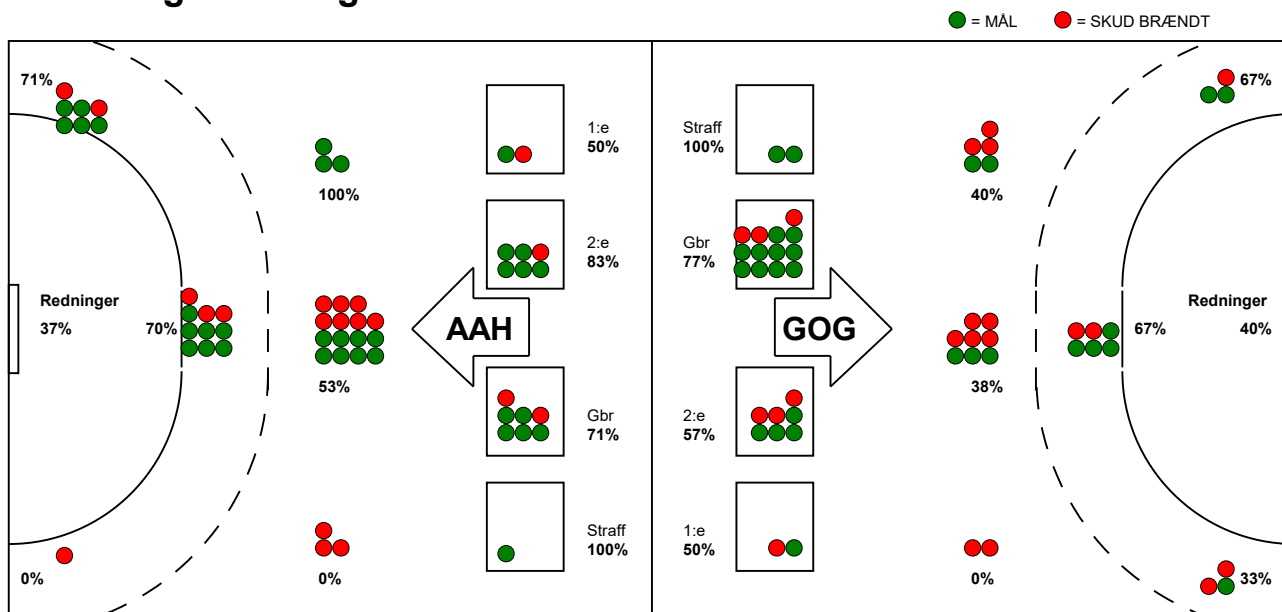 = MÅL
= SKUD BRÆNDT
71%
1:e
50%
Straff
100%
67%
100%
40%
2:e
83%
Gbr
77%
Redninger
37%
70%
AAH
GOG
67%
Redninger
40%
53%
38%
Gbr
71%
2:e
57%
Straff
100%
1:e
50%
0%
0%
0%
33%